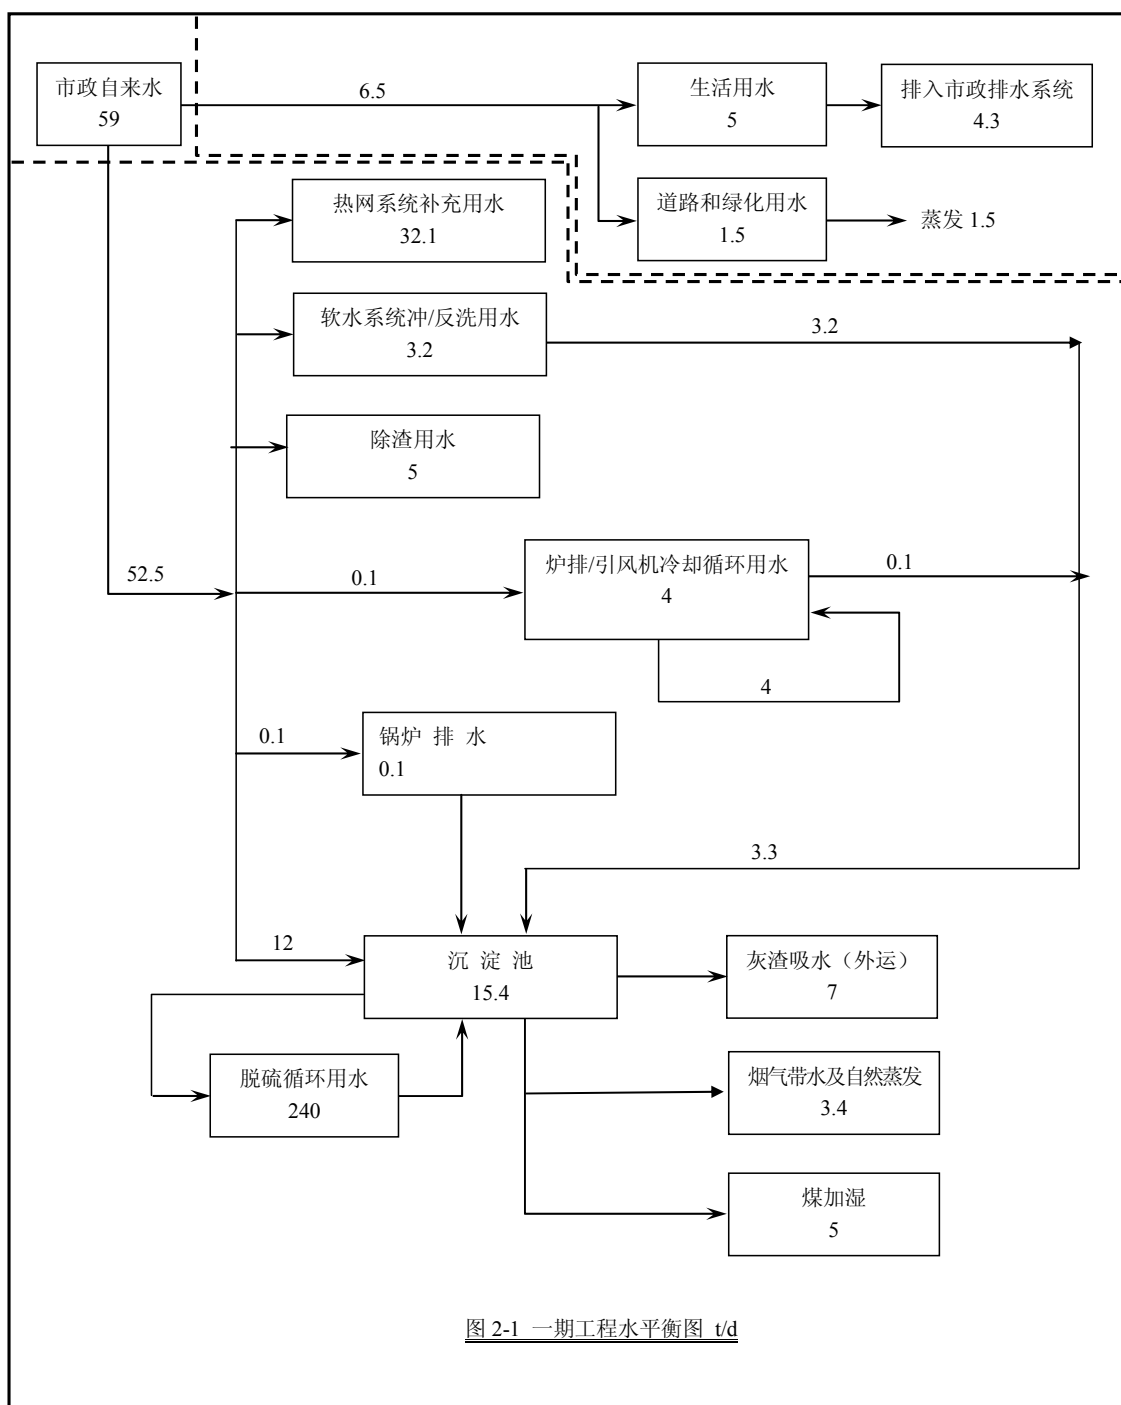 市政自来水
59
6.5
生活用水
5
排入市政排水系统
4.3
热网系统补充用水
32.1
道路和绿化用水
1.5
蒸发 1.5
软水系统冲/反洗用水
3.2
3.2
除渣用水
5
52.5
0.1
炉排/引风机冷却循环用水
4
0.1
4
0.1
锅炉 排 水
0.1
3.3
12
沉 淀 池
15.4
灰渣吸水（外运）
7
脱硫循环用水
240
烟气带水及自然蒸发
3.4
煤加湿
5
图 2-1 一期工程水平衡图 t/d